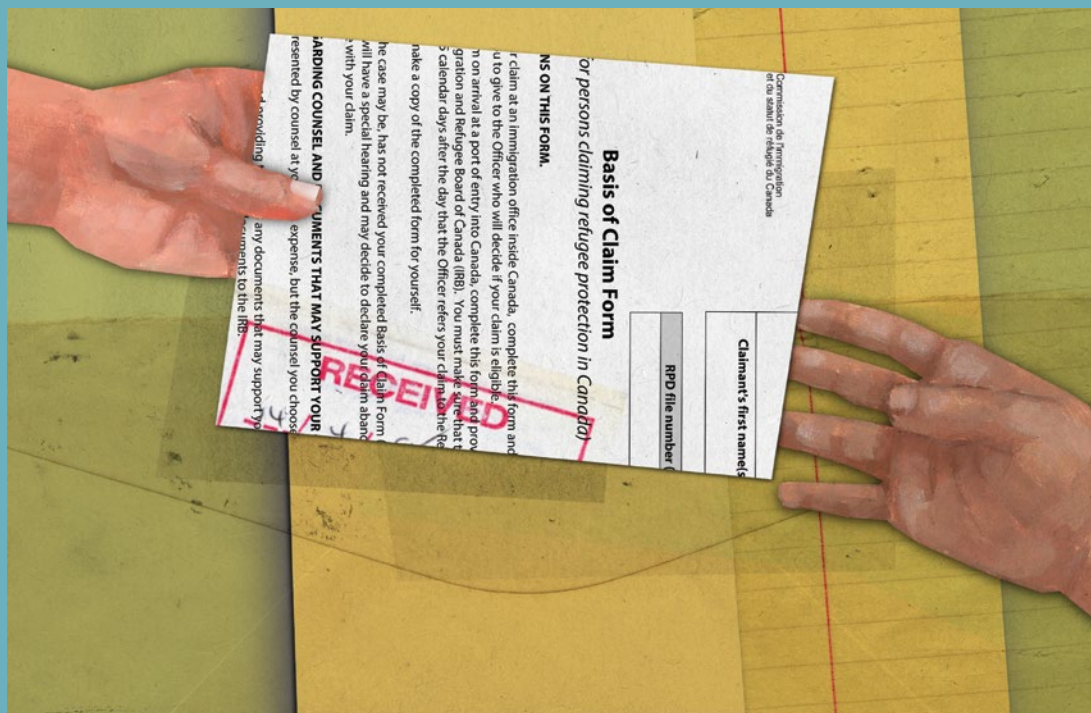 Commission de l'immigration
et du statut de réfugié du Canada
Claimant's first name(s
RPD file number (
Basis of Claim Form
or persons claiming refugee protection in Canada)
NS ON THIS FORM.
r claim at an immigration office inside Canada, complete this form and
u to give to the Officer who will decide if your claim is eligible.
m on arrival at a port of entry into Canada, complete this form and prov
gration and Refugee Board of Canada (IRB). You must make sure that t
5 calendar days after the day that the Officer refers your claim to the Re
make a copy of the completed form for yourself.
he case may be, has not received your completed Basis of Claim Form
will have a special hearing and may decide to declare your claim aband
with your claim.
ARDING COUNSEL AND UMENTS THAT MAY SUPPORT YOUR
resented by counsel at yo expense, but the counsel you choose
providing any documents that may support yo
cuments to the IRB.
RECEIVED